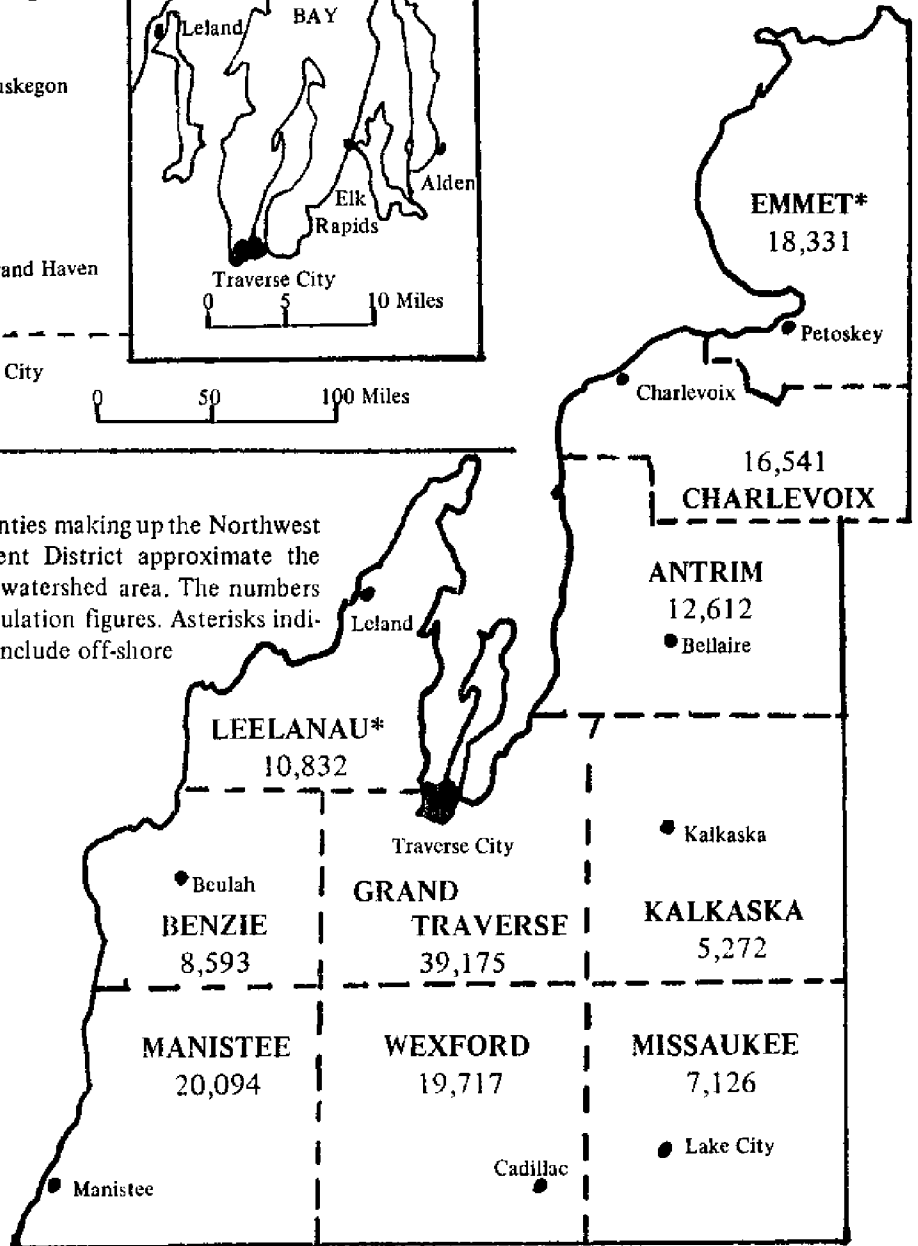 BAY
Leland
uskegon
Alden
Elk
Rapids
and Haven
Traverse City
0 5 10 Miles
City
0 50 100 Miles
EMMET*
18,331
Petoskey
Charlevoix
16,541
CHARLEVOIX
nties making up the Northwest
ent District approximate the
watershed area. The numbers
ulation figures. Asterisks indi-
nclude off-shore
ANTRIM
12,612
Bellaire
Leland
LEELANAU*
10,832
Traverse City
Kalkaska
Beulah
BENZIE
8,593
GRAND
TRAVERSE
39,175
KALKASKA
5,272
MANISTEE
20,094
WEXFORD
19,717
MISSAUKEE
7,126
Lake City
Cadillac
Manistee